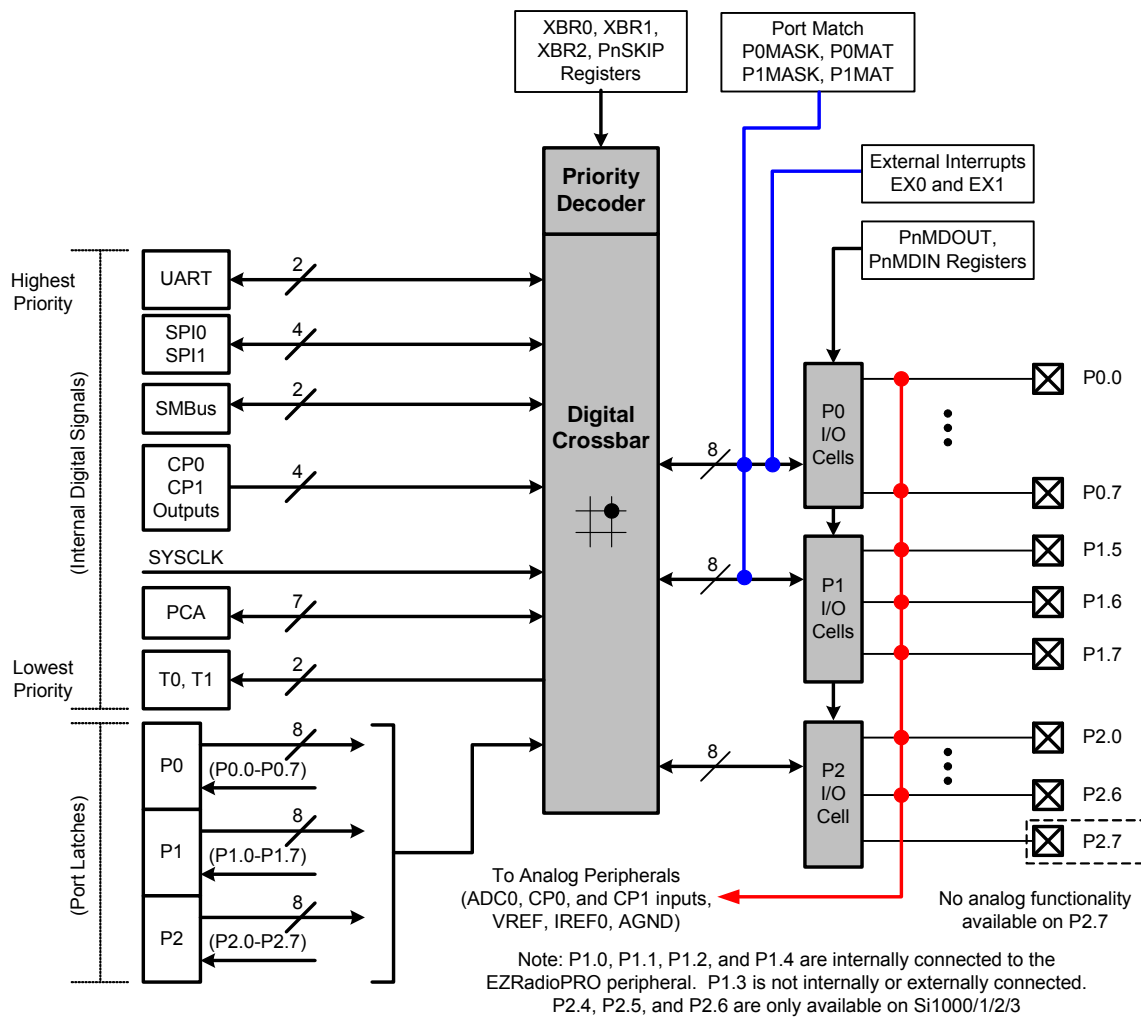 XBR0, XBR1,
XBR2, PnSKIP
Registers
Port Match
P0MASK, P0MAT
P1MASK, P1MAT
External Interrupts
EX0 and EX1
Priority
Decoder
PnMDOUT,
PnMDIN Registers
Highest
Priority
(Internal Digital Signals)
Lowest
Priority
UART
2
SPI0
SPI1
4
SMBus
2
CP0
CP1
Outputs
4
SYSCLK
PCA
7
T0, T1
2
Digital
Crossbar
8
8
8
P0
I/O
Cells
P0.0
P0.7
P1
I/O
Cells
P1.5
P1.6
P1.7
P2
I/O
Cell
P2.0
P2.6
P2.7
(Port Latches)
P0
8
(P0.0-P0.7)
P1
8
(P1.0-P1.7)
P2
8
(P2.0-P2.7)
To Analog Peripherals
(ADC0, CP0, and CP1 inputs,
VREF, IREF0, AGND)
No analog functionality
available on P2.7
Note: P1.0, P1.1, P1.2, and P1.4 are internally connected to the
EZRadioPRO peripheral. P1.3 is not internally or externally connected.
P2.4, P2.5, and P2.6 are only available on Si1000/1/2/3